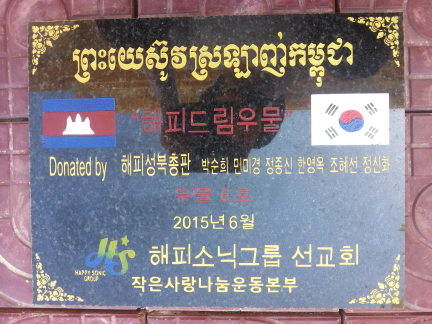 ព្រះយេស៊ូវស្រឡាញ់កម្ពុជា
"해피드림우물"
Donated by 해피성북총판 박순희 민미경 정종신 한영옥 조혜선 정신화
우물 6호
2015년 6월
HS
HAPPY SONIC
GROUP
해피소닉그룹 선교회
작은사랑나눔운동본부